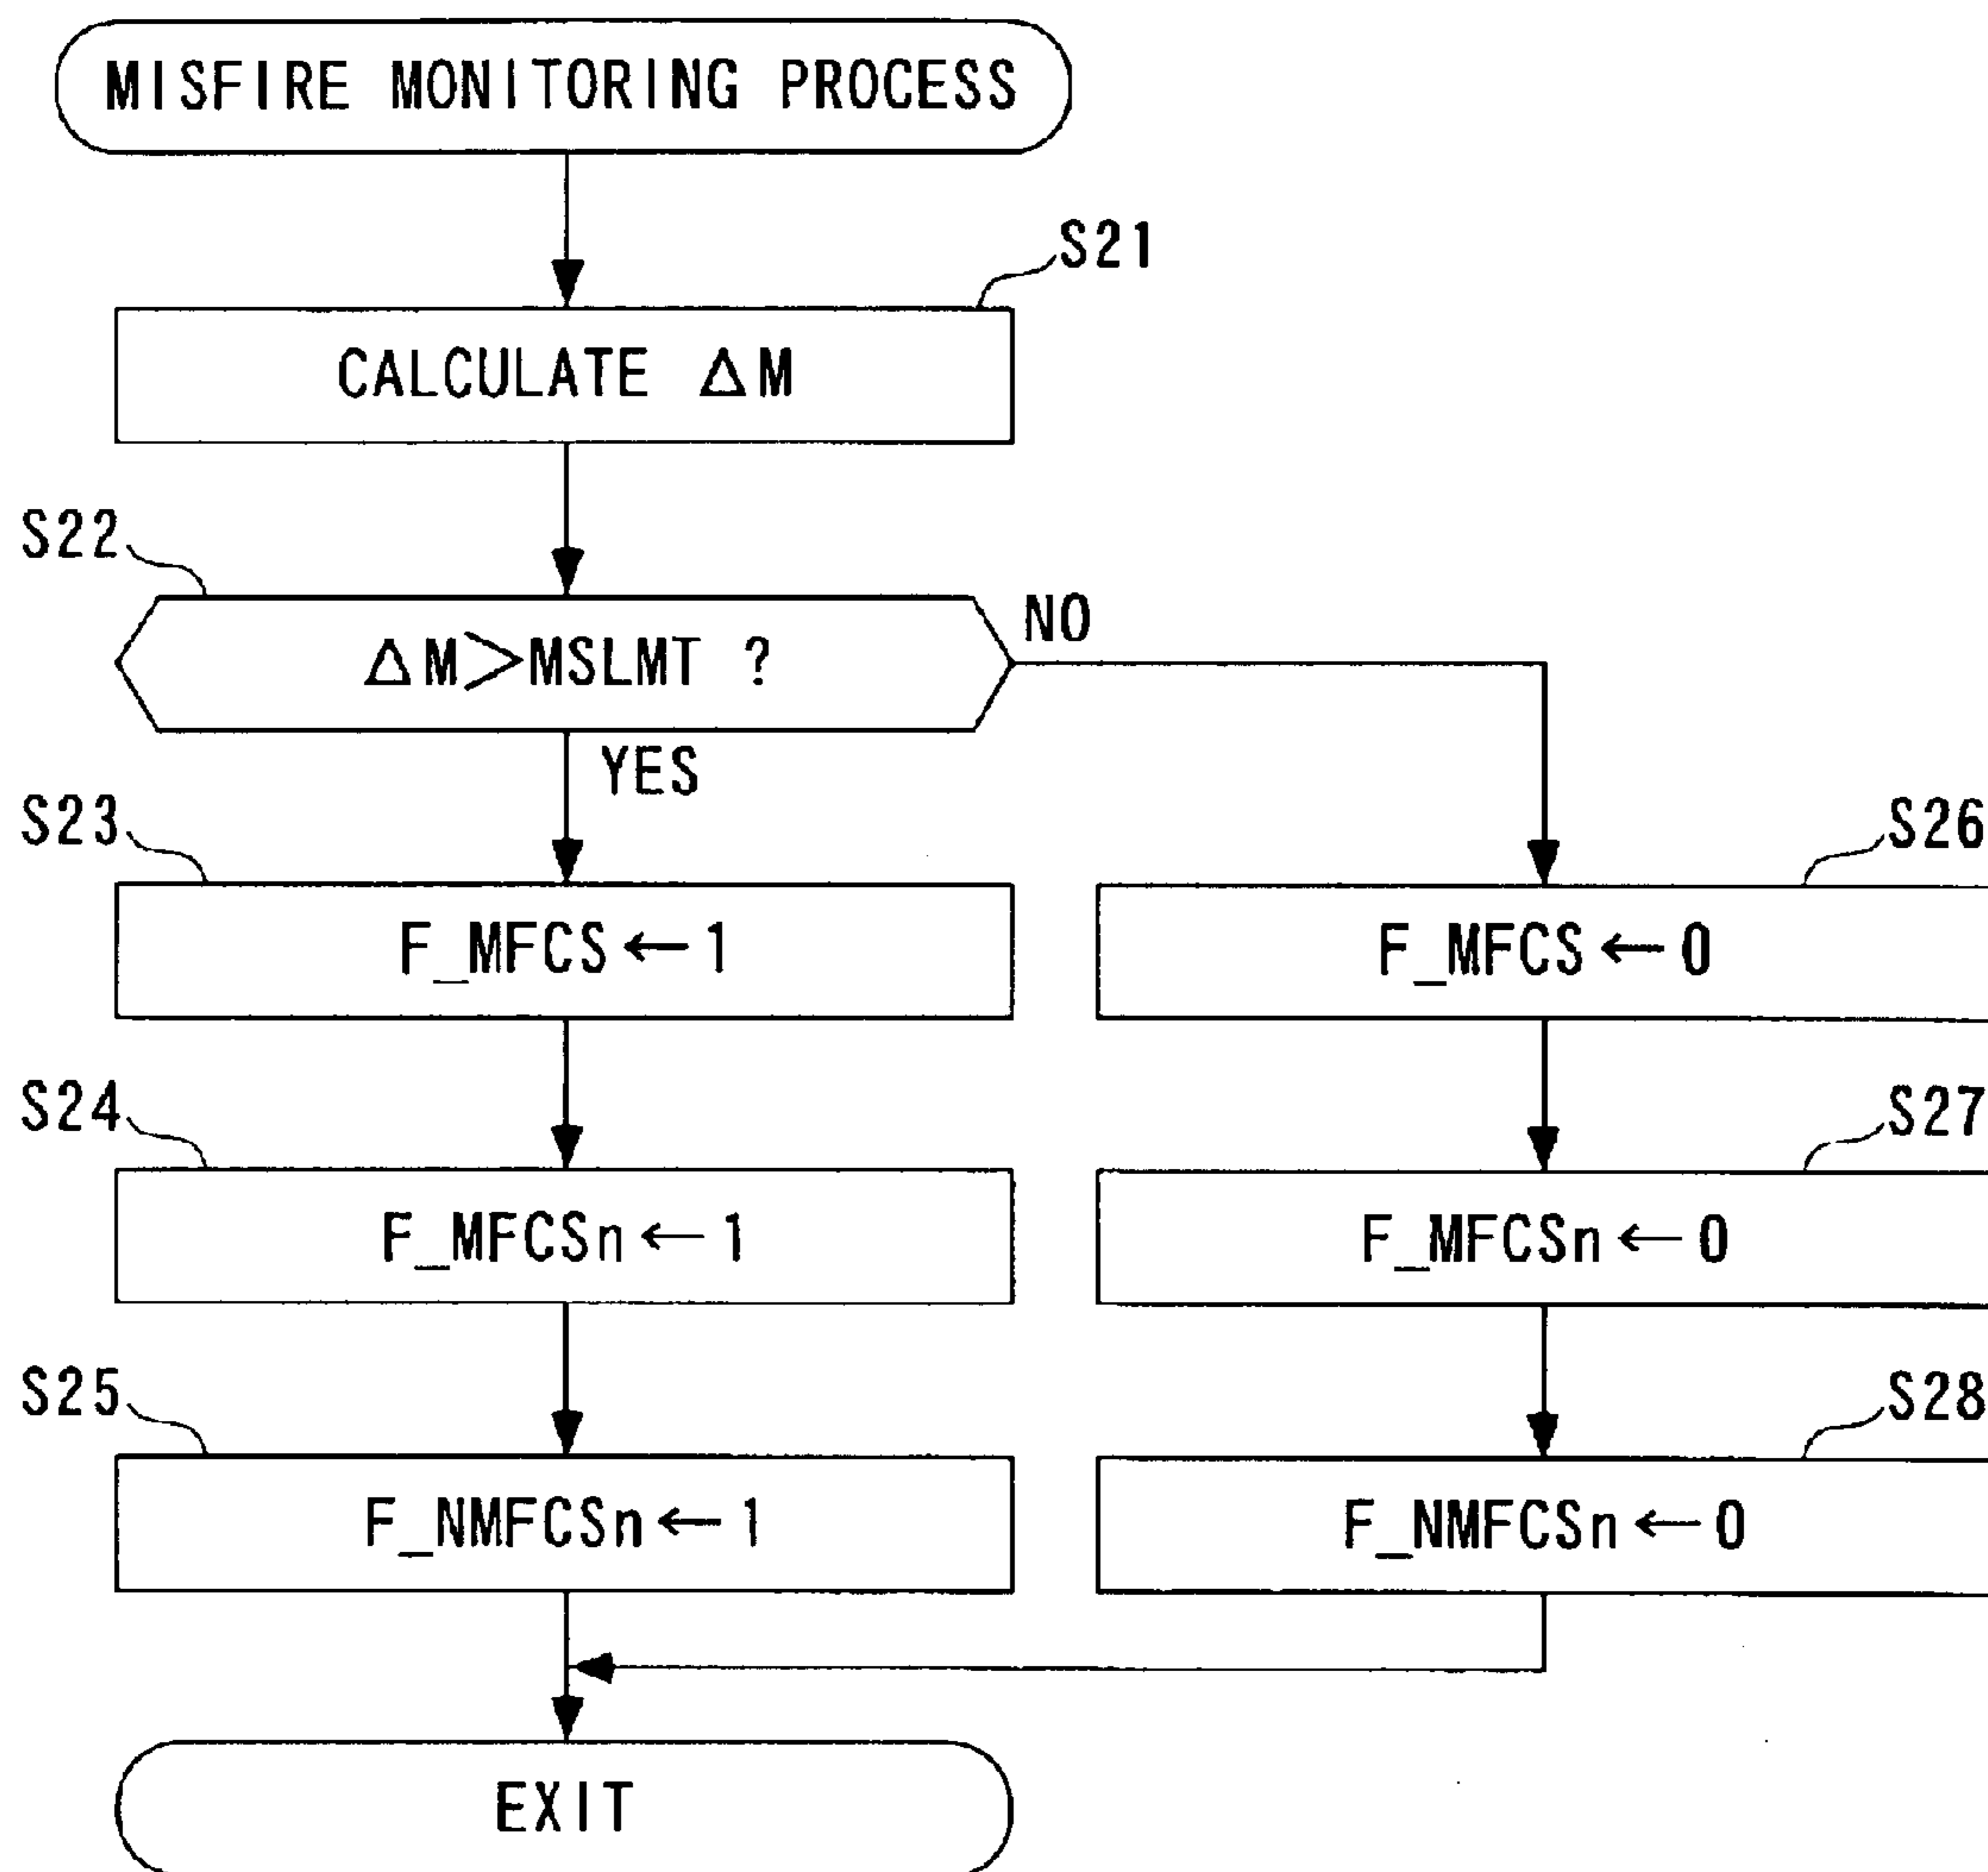 MISFIRE MONITORING PROCESS
S21
CALCULATE ΔM
S22
ΔM>MSLMT ?
NO
YES
S23
F_MFCS←1
S26
F_MFCS←0
S24
F_MFCSn←1
S27
F_MFCSn←0
S25
F_NMFCSn←1
S28
F_NMFCSn←0
EXIT